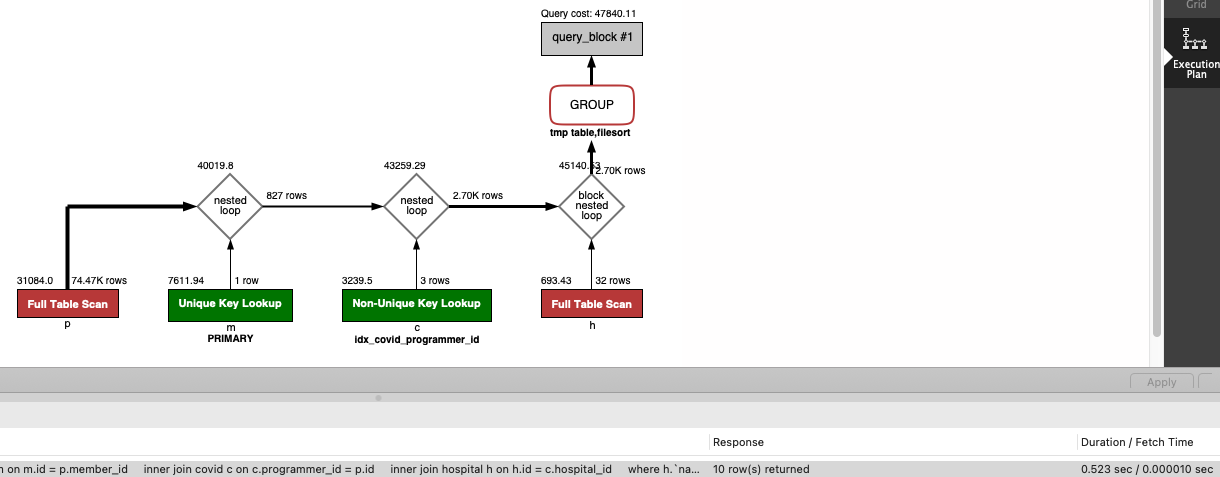 Query cost: 47840.11
Grid
query_block #1
Execution
Plan
GROUP
tmp table,filesort
40019.8
43259.29
45140.53
2.70K rows
827 rows
2.70K rows
nested
loop
nested
loop
block
nested
loop
31084.0
74.47K rows
7611.94
1 row
3239.5
3 rows
693.43
32 rows
Full Table Scan
Unique Key Lookup
Non-Unique Key Lookup
Full Table Scan
p
m
c
h
PRIMARY
idx_covid_programmer_id
Apply
Response
Duration / Fetch Time
on m.id = p.member_id inner join covid c on c.programmer_id = p.id inner join hospital h on h.id = c.hospital_id where h.`na...
10 row(s) returned
0.523 sec / 0.000010 sec